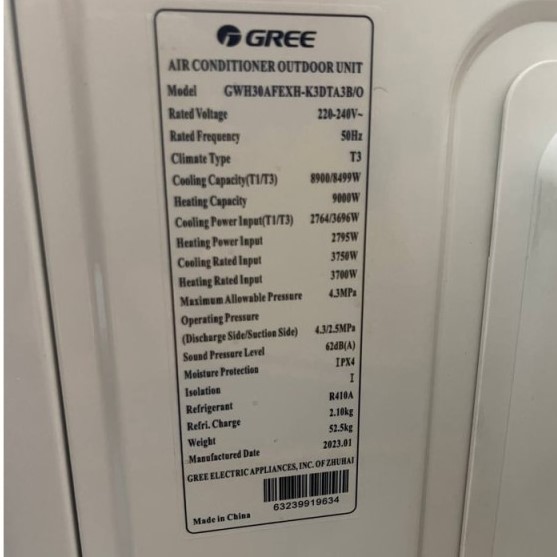 GREE
AIR CONDITIONER OUTDOOR UNIT
Model GWH30AFEXH-K3DTA3B/O
Rated Voltage 220-240V~
Rated Frequency 50Hz
Climate Type T3
Cooling Capacity(T1/T3) 8900/8499W
Heating Capacity 9000W
Cooling Power Input(T1/T3) 2764/3696W
Heating Power Input 2795W
Cooling Rated Input 3750W
Heating Rated Input 3700W
Maximum Allowable Pressure 4.3MPa
Operating Pressure
(Discharge Side/Suction Side) 4.3/2.5MPa
Sound Pressure Level 62dB(A)
Moisture Protection IPX4
Isolation I
Refrigerant R410A
Refri. Charge 2.10kg
Weight 52.5kg
Manufactured Date 2023.01
GREE ELECTRIC APPLIANCES, INC. OF ZHUHAI
63239919634
Made in China